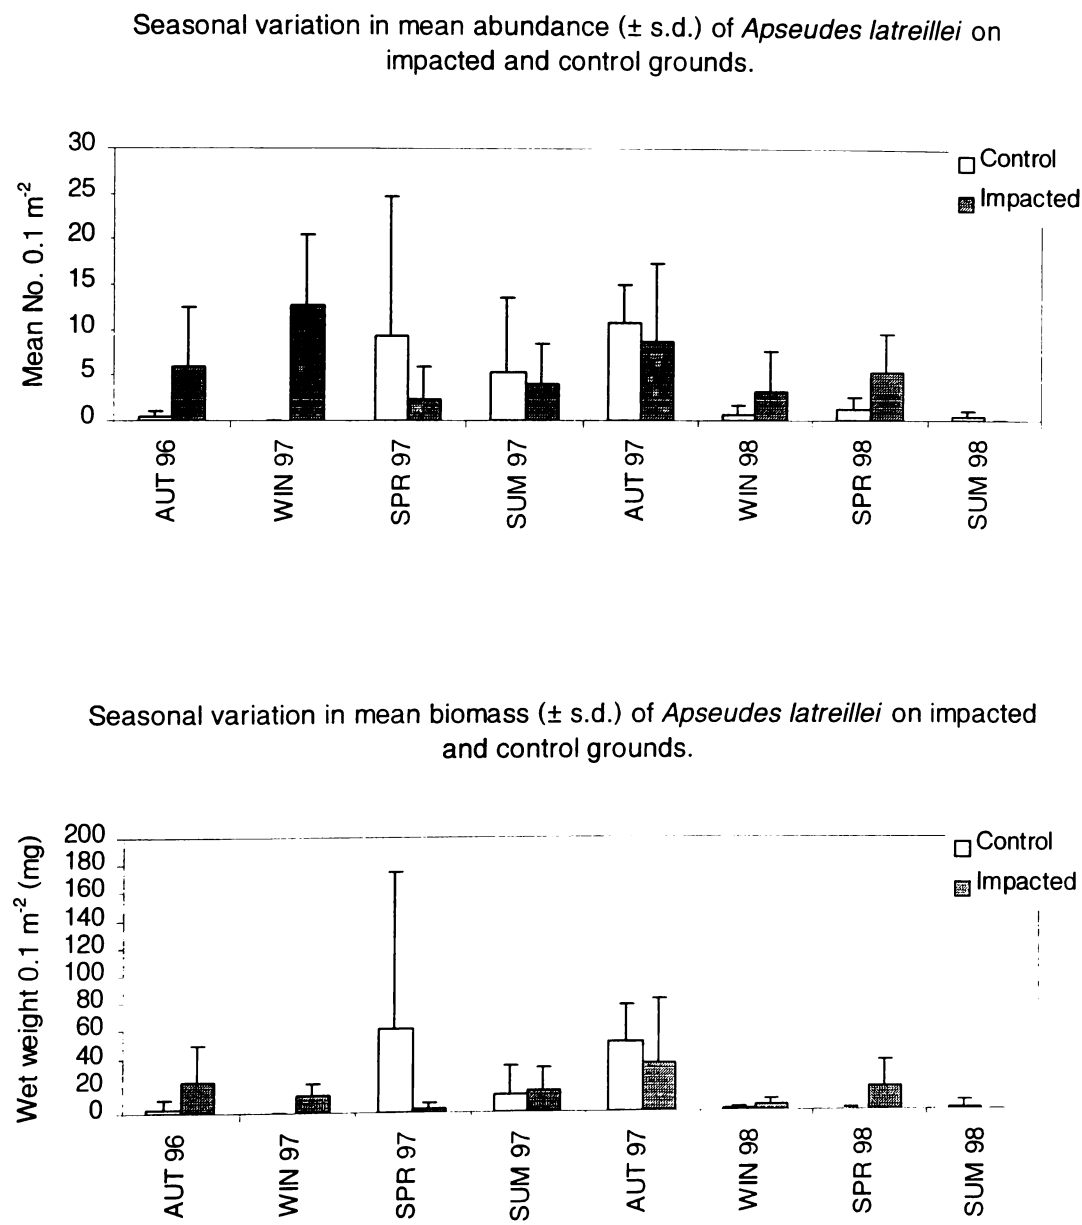 Seasonal variation in mean abundance (± s.d.) of Apseudes latreillei on
impacted and control grounds.
30
25
20
15
10
5
0
Mean No. 0.1 m-2
Control
Impacted
AUT 96
WIN 97
SPR 97
SUM 97
AUT 97
WIN 98
SPR 98
SUM 98
Seasonal variation in mean biomass (± s.d.) of Apseudes latreillei on impacted
and control grounds.
200
180
160
140
120
100
80
60
40
20
0
Wet weight 0.1 m-2 (mg)
Control
Impacted
AUT 96
WIN 97
SPR 97
SUM 97
AUT 97
WIN 98
SPR 98
SUM 98